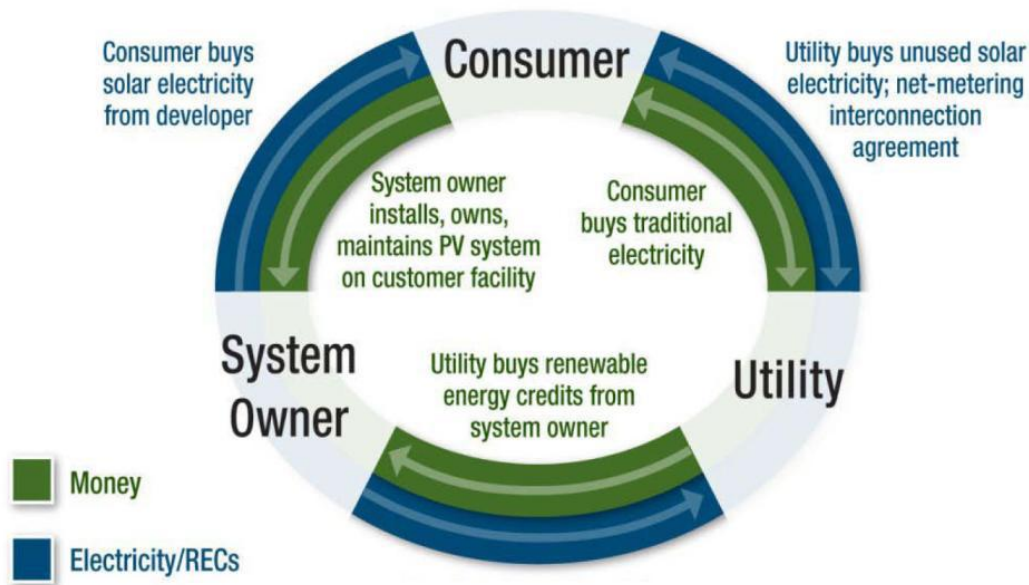 Consumer
Consumer buys
solar electricity
from developer
Utility buys unused solar
electricity; net-metering
interconnection
agreement
System owner
installs, owns,
maintains PV system
on customer facility
Consumer
buys traditional
electricity
System
Owner
Utility buys renewable
energy credits from
system owner
Utility
Money
Electricity/RECs